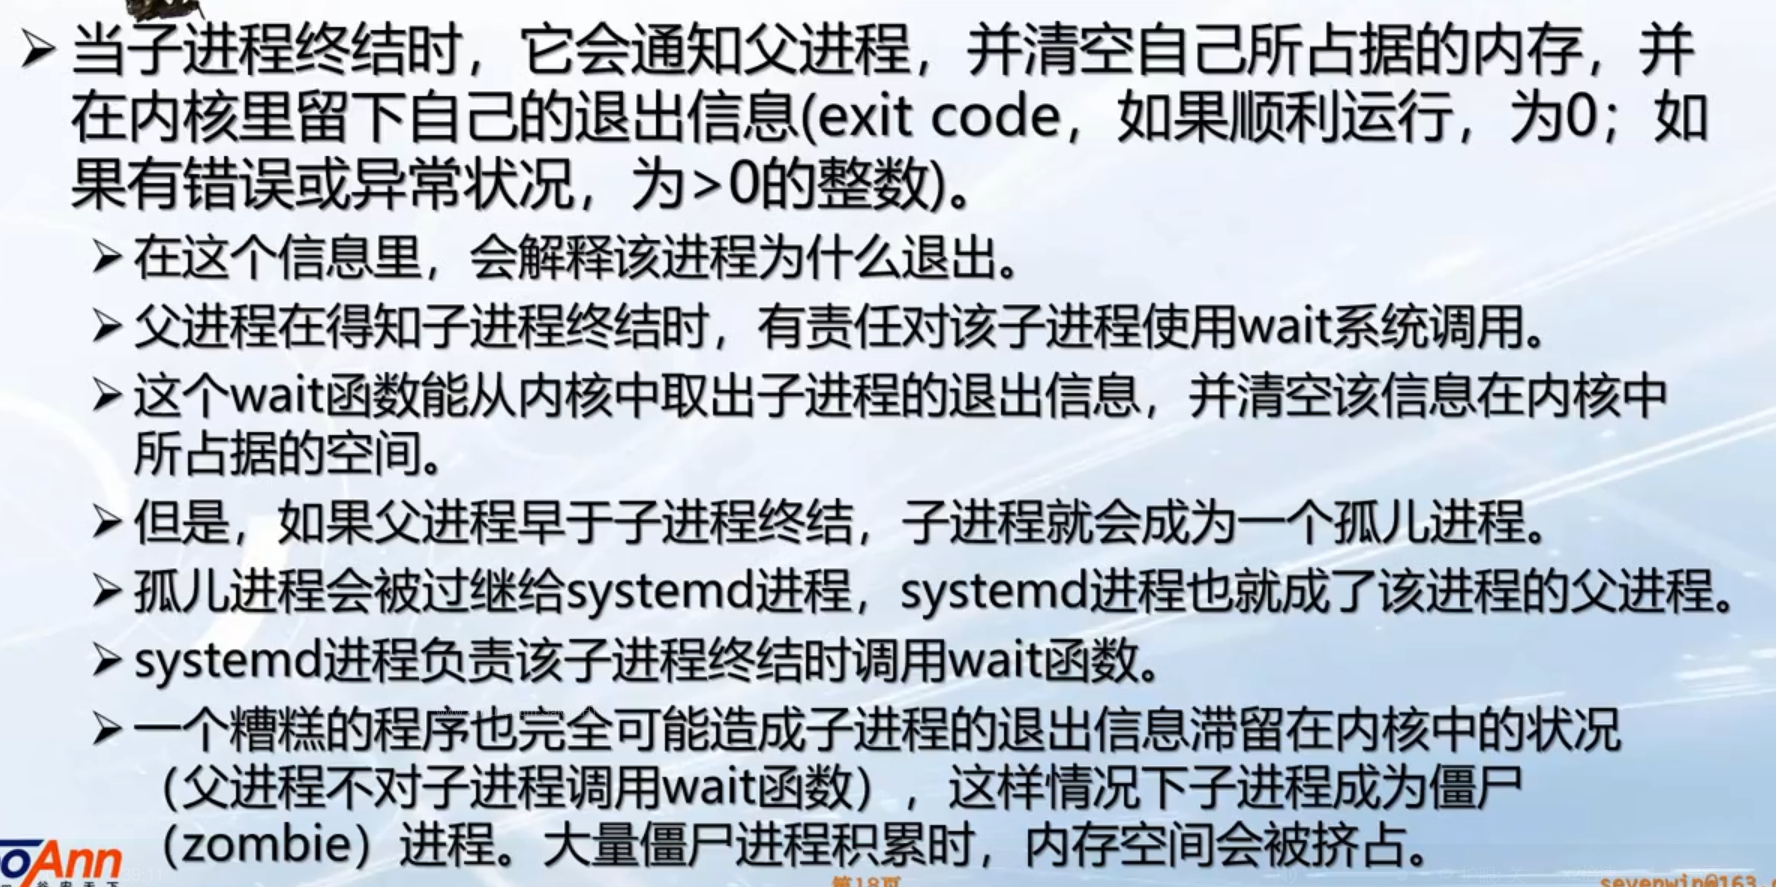 当子进程终结时，它会通知父进程，并清空自己所占据的内存，并
在内核里留下自己的退出信息(exit code，如果顺利运行，为0；如
果有错误或异常状况，为>0的整数)。
在这个信息里，会解释该进程为什么退出。
父进程在得知子进程终结时，有责任对该子进程使用wait系统调用。
这个wait函数能从内核中取出子进程的退出信息，并清空该信息在内核中
所占据的空间。
但是，如果父进程早于子进程终结，子进程就会成为一个孤儿进程。
孤儿进程会被过继给systemd进程，systemd进程也就成了该进程的父进程。
systemd进程负责该子进程终结时调用wait函数。
一个糟糕的程序也完全可能造成子进程的退出信息滞留在内核中的状况
（父进程不对子进程调用wait函数），这样情况下子进程成为僵尸
（zombie）进程。大量僵尸进程积累时，内存空间会被挤占。
oAnn
第18页
sevenwin@163.